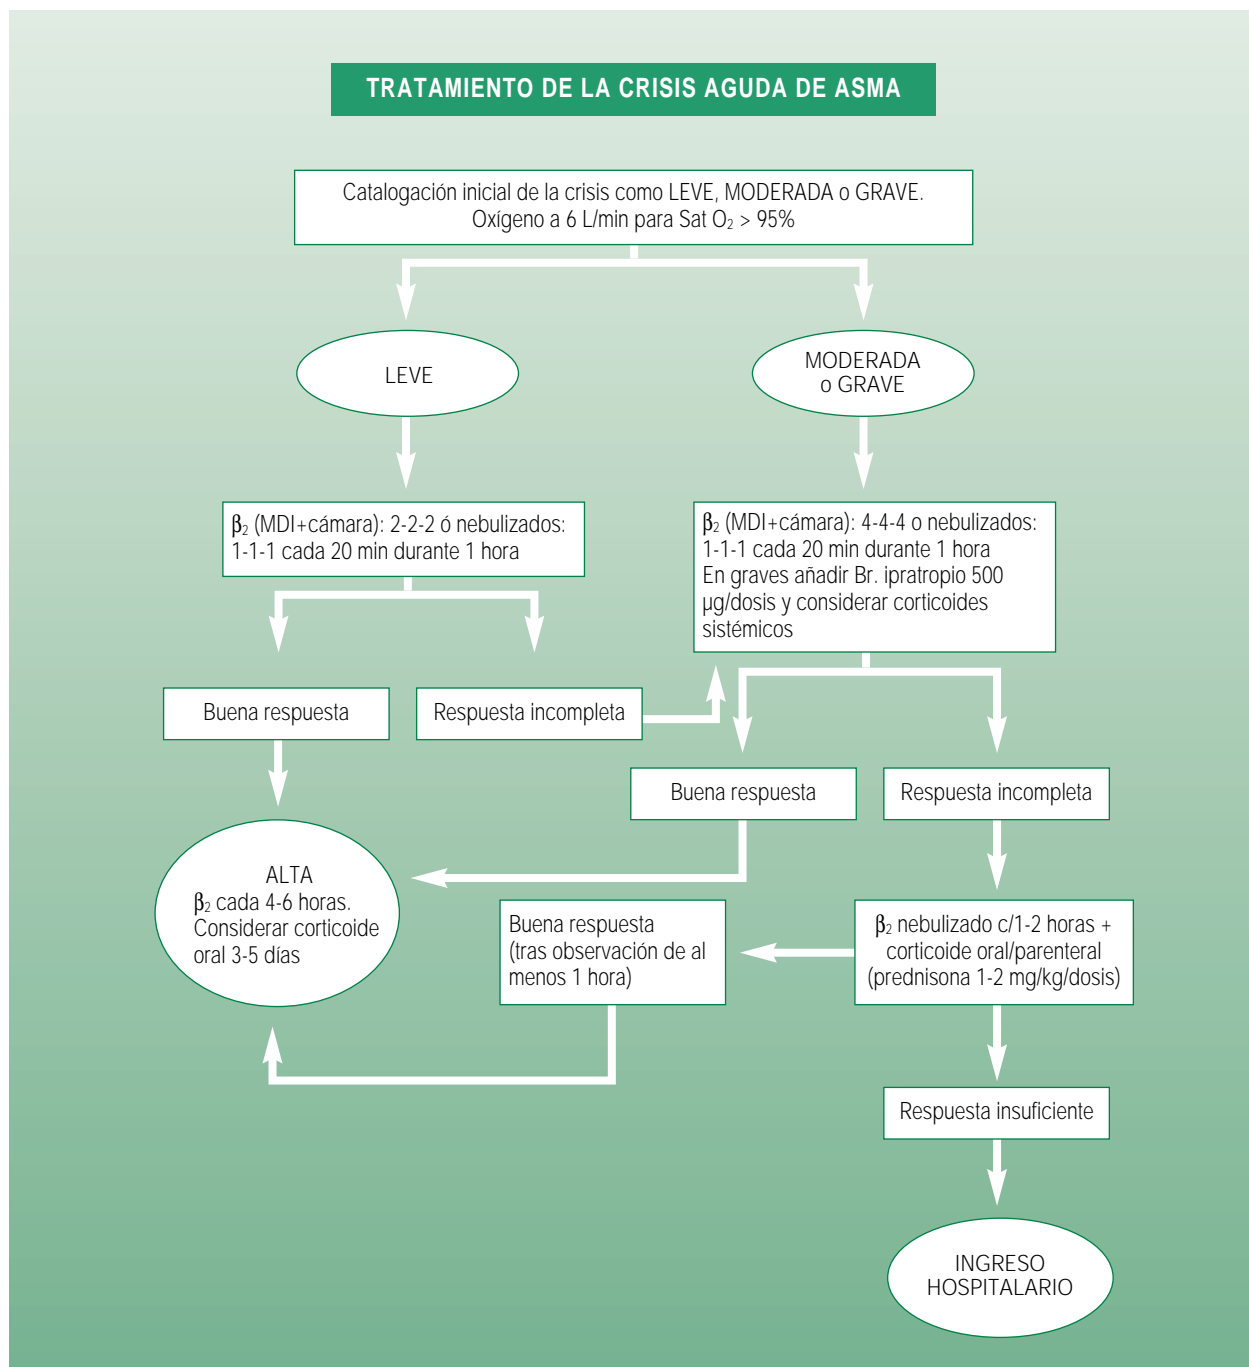 TRATAMIENTO DE LA CRISIS AGUDA DE ASMA
Catalogación inicial de la crisis como LEVE, MODERADA o GRAVE.
Oxígeno a 6 L/min para Sat O₂ > 95%
LEVE
MODERADA
o GRAVE
β₂ (MDI+cámara): 2-2-2 ó nebulizados:
1-1-1 cada 20 min durante 1 hora
β₂ (MDI+cámara): 4-4-4 o nebulizados:
1-1-1 cada 20 min durante 1 hora
En graves añadir Br. ipratropio 500
µg/dosis y considerar corticoides
sistémicos
Buena respuesta
Respuesta incompleta
Buena respuesta
Respuesta incompleta
ALTA
β₂ cada 4-6 horas.
Considerar corticoide
oral 3-5 días
Buena respuesta
(tras observación de al
menos 1 hora)
β₂ nebulizado c/1-2 horas +
corticoide oral/parenteral
(prednisona 1-2 mg/kg/dosis)
Respuesta insuficiente
INGRESO
HOSPITALARIO